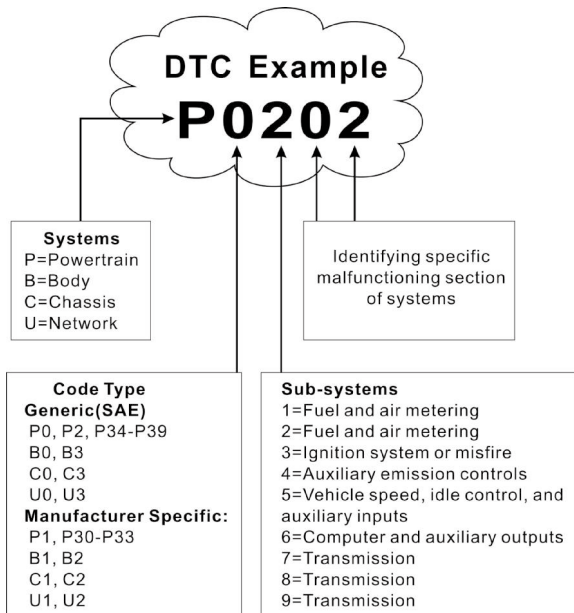 DTC Example
P0202
Systems
P=Powertrain
B=Body
C=Chassis
U=Network
Identifying specific
malfunctioning section
of systems
Code Type
Generic(SAE)
P0, P2, P34-P39
B0, B3
C0, C3
U0, U3
Manufacturer Specific:
P1, P30-P33
B1, B2
C1, C2
U1, U2
Sub-systems
1=Fuel and air metering
2=Fuel and air metering
3=Ignition system or misfire
4=Auxiliary emission controls
5=Vehicle speed, idle control, and
auxiliary inputs
6=Computer and auxiliary outputs
7=Transmission
8=Transmission
9=Transmission